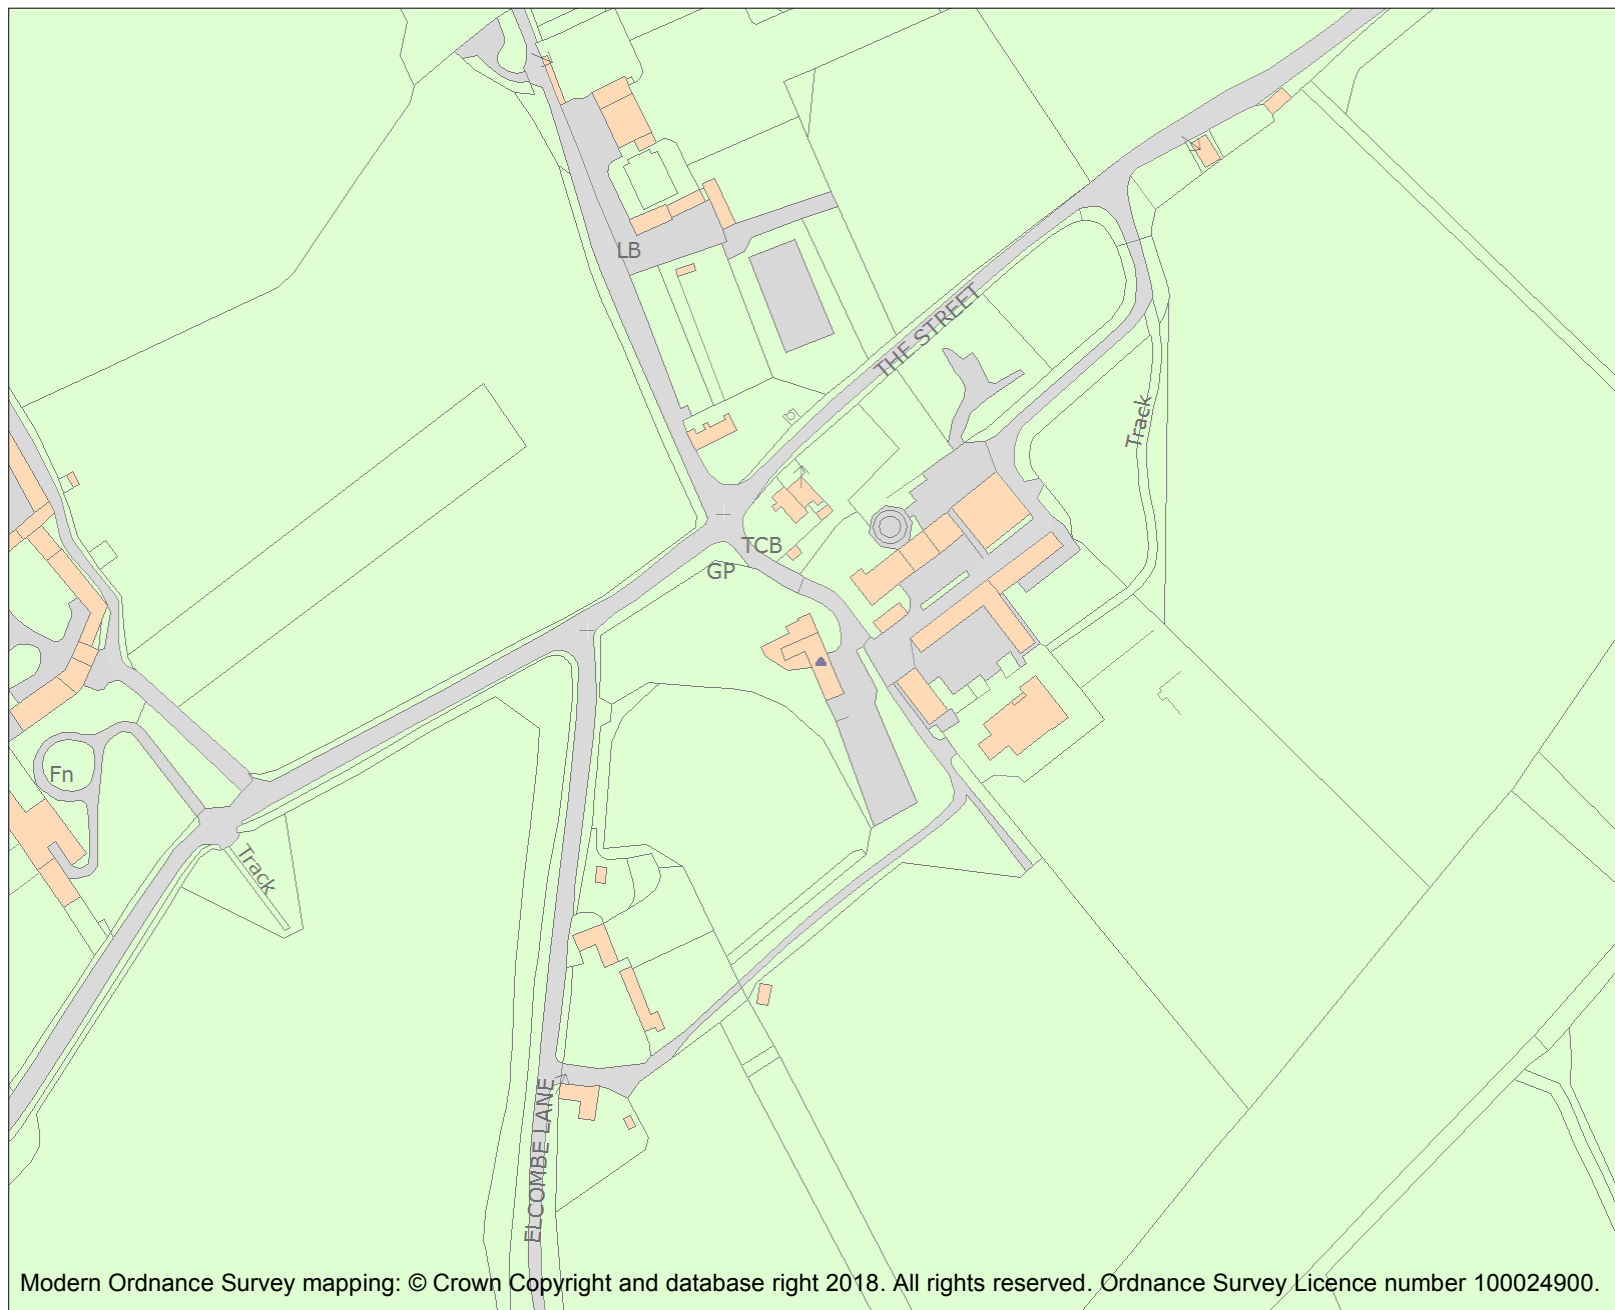 LB
THE STREET
Track
TCB
GP
Fn
Track
ELCOMBE LANE
Modern Ordnance Survey mapping: © Crown Copyright and database right 2018. All rights reserved. Ordnance Survey Licence number 100024900.